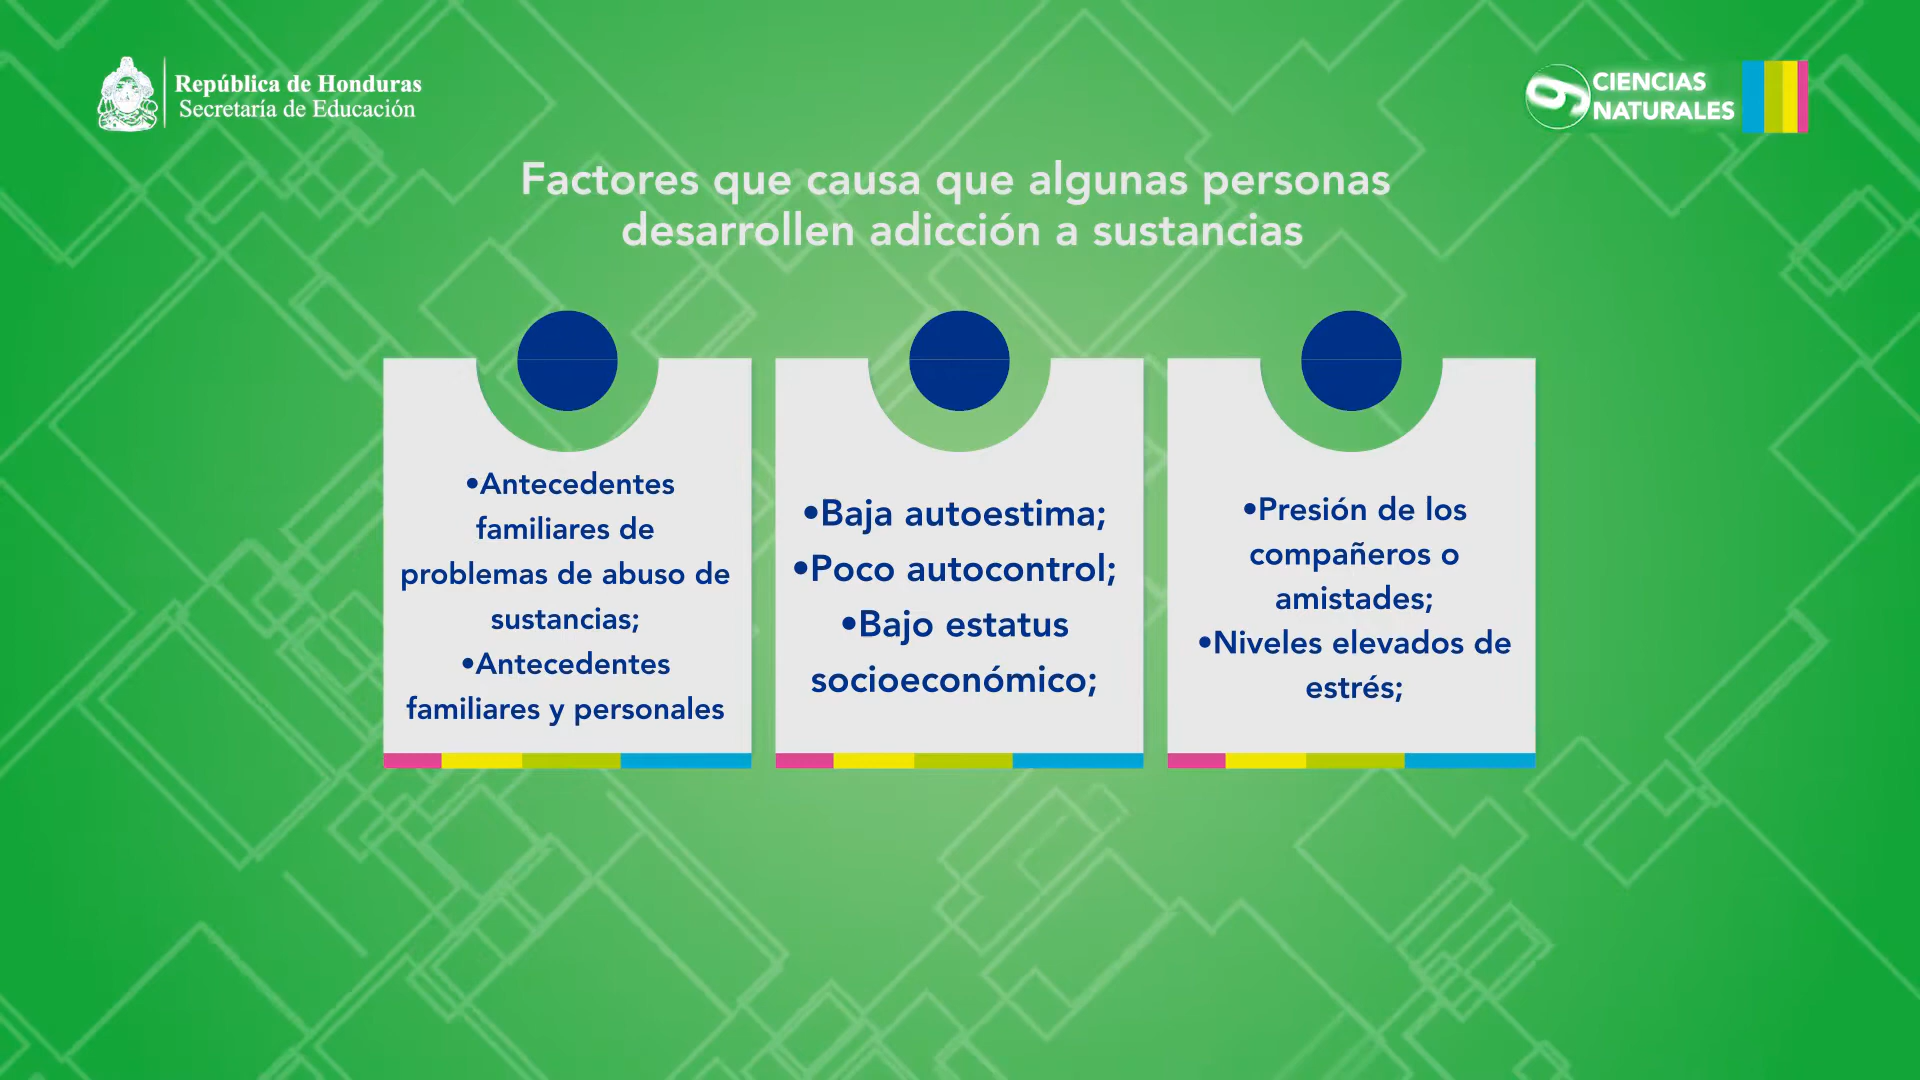 República de Honduras
Secretaría de Educación
9
CIENCIAS
NATURALES
Factores que causa que algunas personas
desarrollen adicción a sustancias
•Antecedentes
familiares de
problemas de abuso de
sustancias;
•Antecedentes
familiares y personales
•Baja autoestima;
•Poco autocontrol;
•Bajo estatus
socioeconómico;
•Presión de los
compañeros o
amistades;
•Niveles elevados de
estrés;